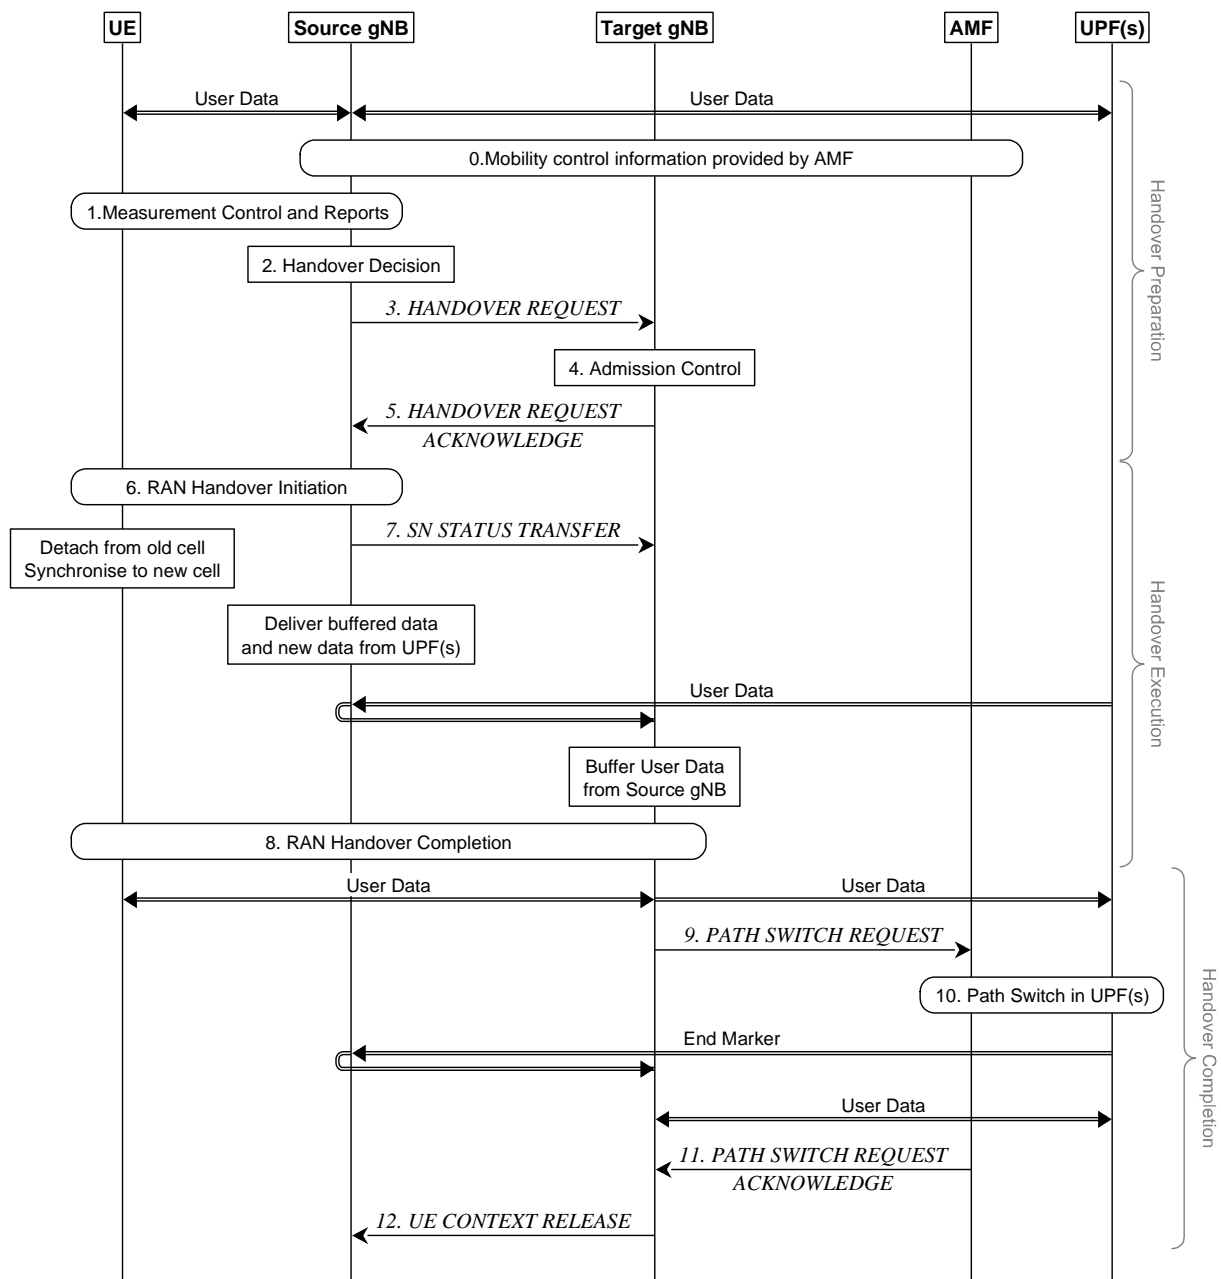 UE
Source gNB
Target gNB
AMF
UPF(s)
User Data
User Data
0.Mobility control information provided by AMF
1.Measurement Control and Reports
2. Handover Decision
3. HANDOVER REQUEST
4. Admission Control
5. HANDOVER REQUEST
ACKNOWLEDGE
Handover Preparation
6. RAN Handover Initiation
7. SN STATUS TRANSFER
Detach from old cell
Synchronise to new cell
Deliver buffered data
and new data from UPF(s)
User Data
Buffer User Data
from Source gNB
8. RAN Handover Completion
Handover Execution
User Data
User Data
9. PATH SWITCH REQUEST
10. Path Switch in UPF(s)
End Marker
User Data
11. PATH SWITCH REQUEST
ACKNOWLEDGE
12. UE CONTEXT RELEASE
Handover Completion